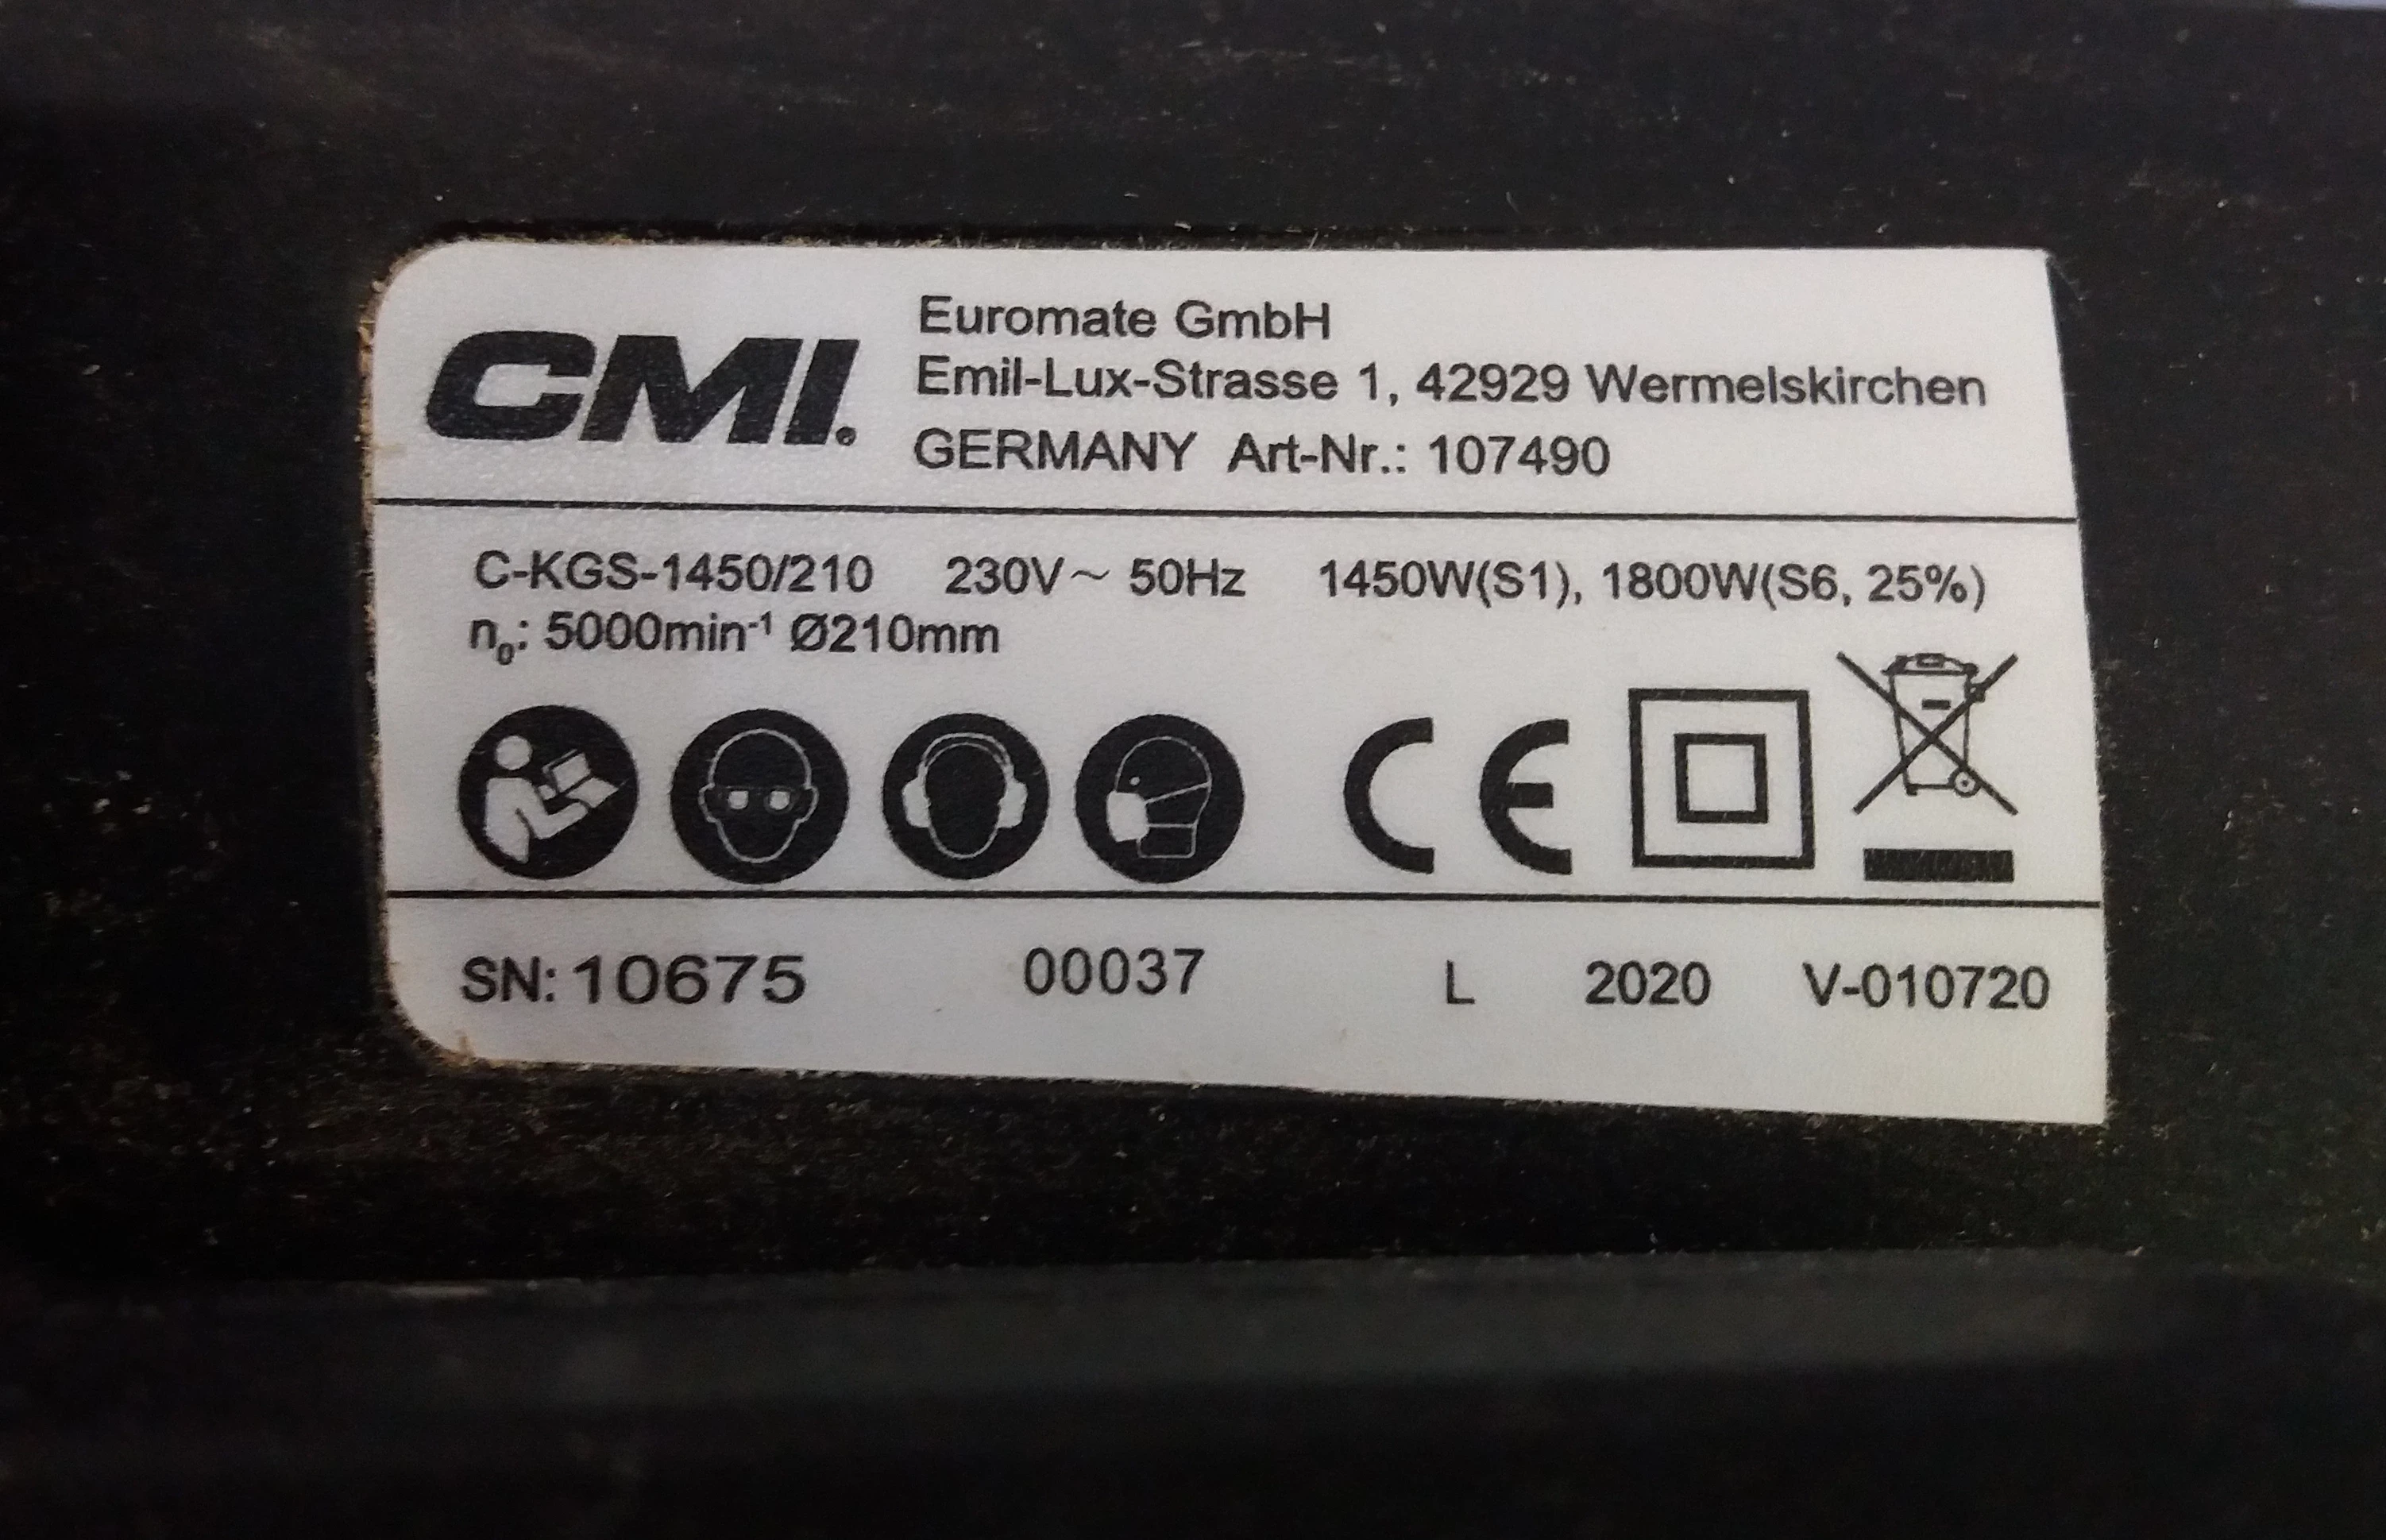 CMI.
Euromate GmbH
Emil-Lux-Strasse 1, 42929 Wermelskirchen
GERMANY Art-Nr.: 107490
C-KGS-1450/210 230V~ 50Hz 1450W(S1), 1800W(S6, 25%)
n₀: 5000min⁻¹ Ø210mm
CE
SN: 10675 00037 L 2020 V-010720